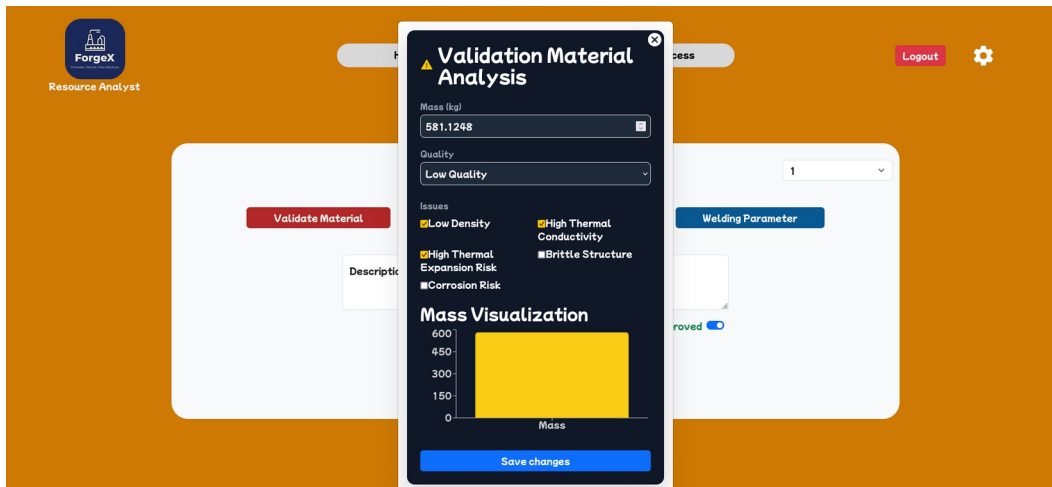 ForgeX
Resource Analyst
H
cess
Logout
Validation Material
Analysis
Mass (kg)
581.1248
Quality
Low Quality
Issues
Low Density
High Thermal
Conductivity
High Thermal
Expansion Risk
Brittle Structure
Corrosion Risk
Mass Visualization
600
450
300
150
0
Mass
Save changes
1
Validate Material
Welding Parameter
Descriptio
roved